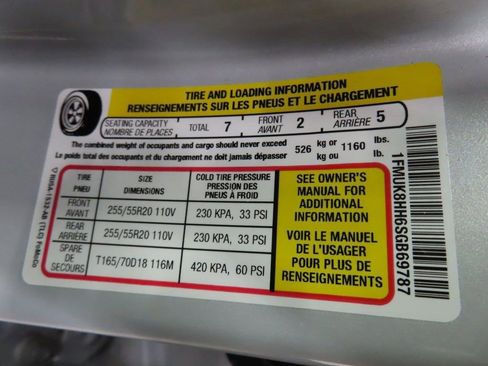 TIRE AND LOADING INFORMATION
RENSEIGNEMENTS SUR LES PNEUS ET LE CHARGEMENT
SEATING CAPACITY NOMBRE DE PLACES TOTAL 7 FRONT AVANT 2 REAR ARRIÈRE 5
The combined weight of occupants and cargo should never exceed 526 kg or 1160 lbs.
Le poids total des occupants et du chargement ne doit jamais dépasser kg ou lb.
TIRE PNEU SIZE DIMENSIONS COLD TIRE PRESSURE PRESSION DES PNEUS À FROID
FRONT AVANT 255/55R20 110V 230 KPA, 33 PSI
REAR ARRIÈRE 255/55R20 110V 230 KPA, 33 PSI
SPARE DE SECOURS T165/70D18 116M 420 KPA, 60 PSI
SEE OWNER'S
MANUAL FOR
ADDITIONAL
INFORMATION
VOIR LE MANUEL
DE L'USAGER
POUR PLUS DE
RENSEIGNEMENTS
1FMUK8HH6SGB69787